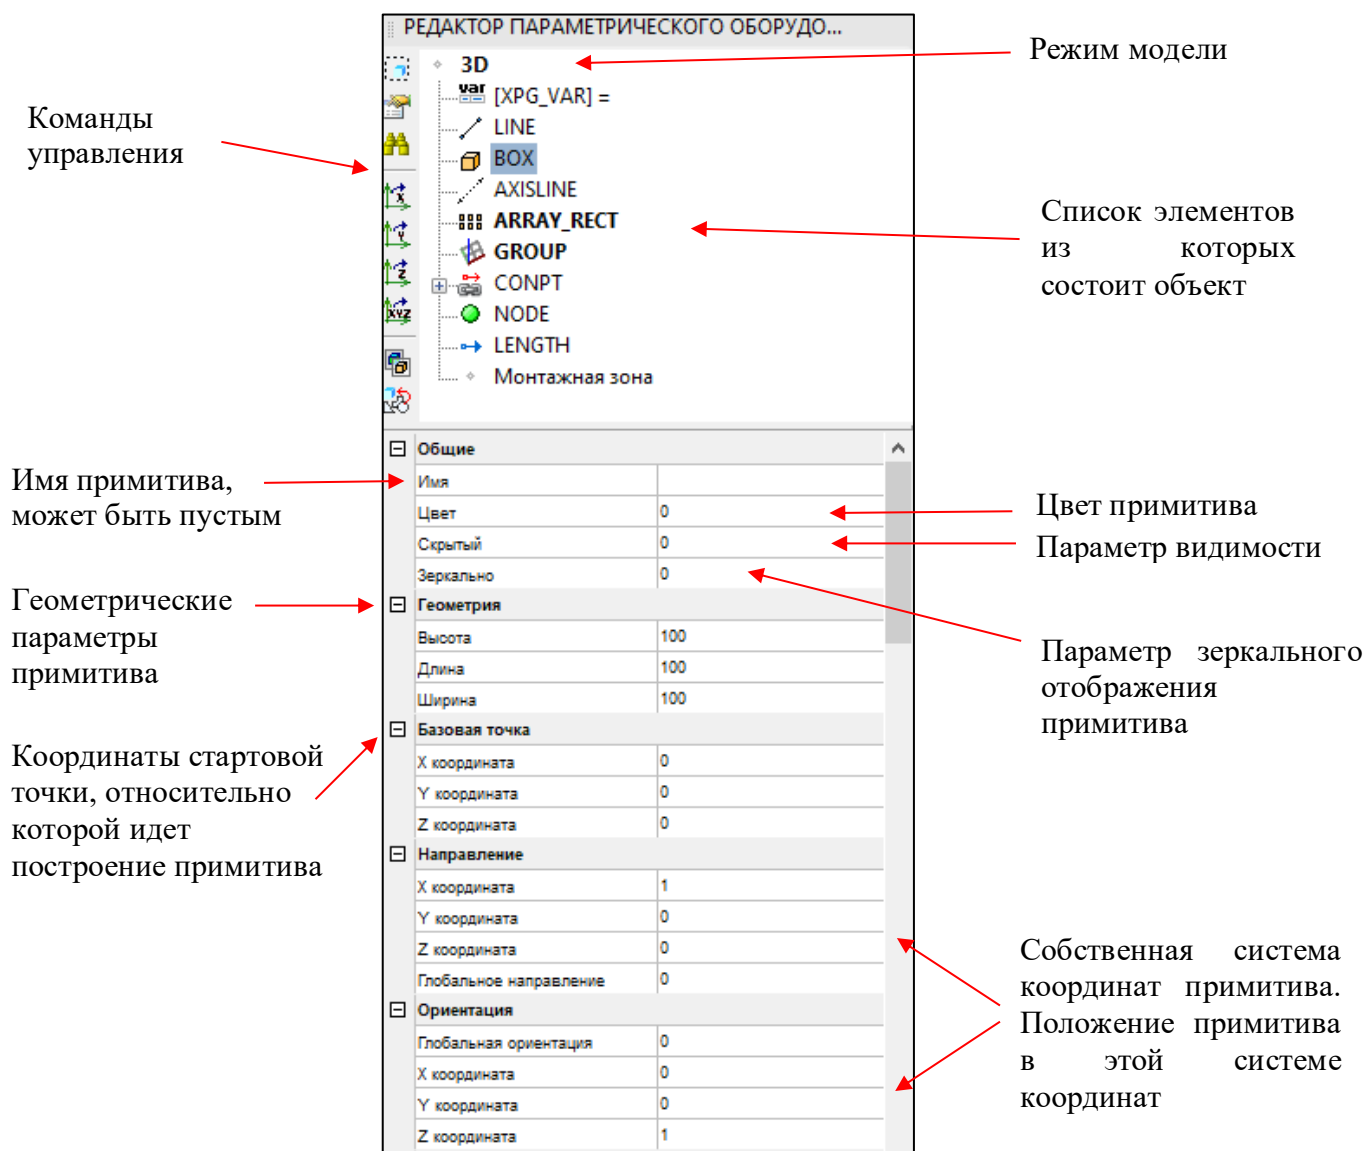 РЕДАКТОР ПАРАМЕТРИЧЕСКОГО ОБОРУДО...
3D
Режим модели
var [XPG_VAR] =
LINE
BOX
AXISLINE
ARRAY_RECT
GROUP
CONPT
NODE
LENGTH
Монтажная зона
X
Y
Z
XYZ
Команды
управления
Список элементов
из которых
состоит объект
Общие
Имя
Цвет 0
Скрытый 0
Зеркально 0
Геометрия
Высота 100
Длина 100
Ширина 100
Базовая точка
X координата 0
Y координата 0
Z координата 0
Направление
X координата 1
Y координата 0
Z координата 0
Глобальное направление 0
Ориентация
Глобальная ориентация 0
X координата 0
Y координата 0
Z координата 1
Имя примитива,
может быть пустым
Геометрические
параметры
примитива
Координаты стартовой
точки, относительно
которой идет
построение примитива
Цвет примитива
Параметр видимости
Параметр зеркального
отображения
примитива
Собственная система
координат примитива.
Положение примитива
в этой системе
координат